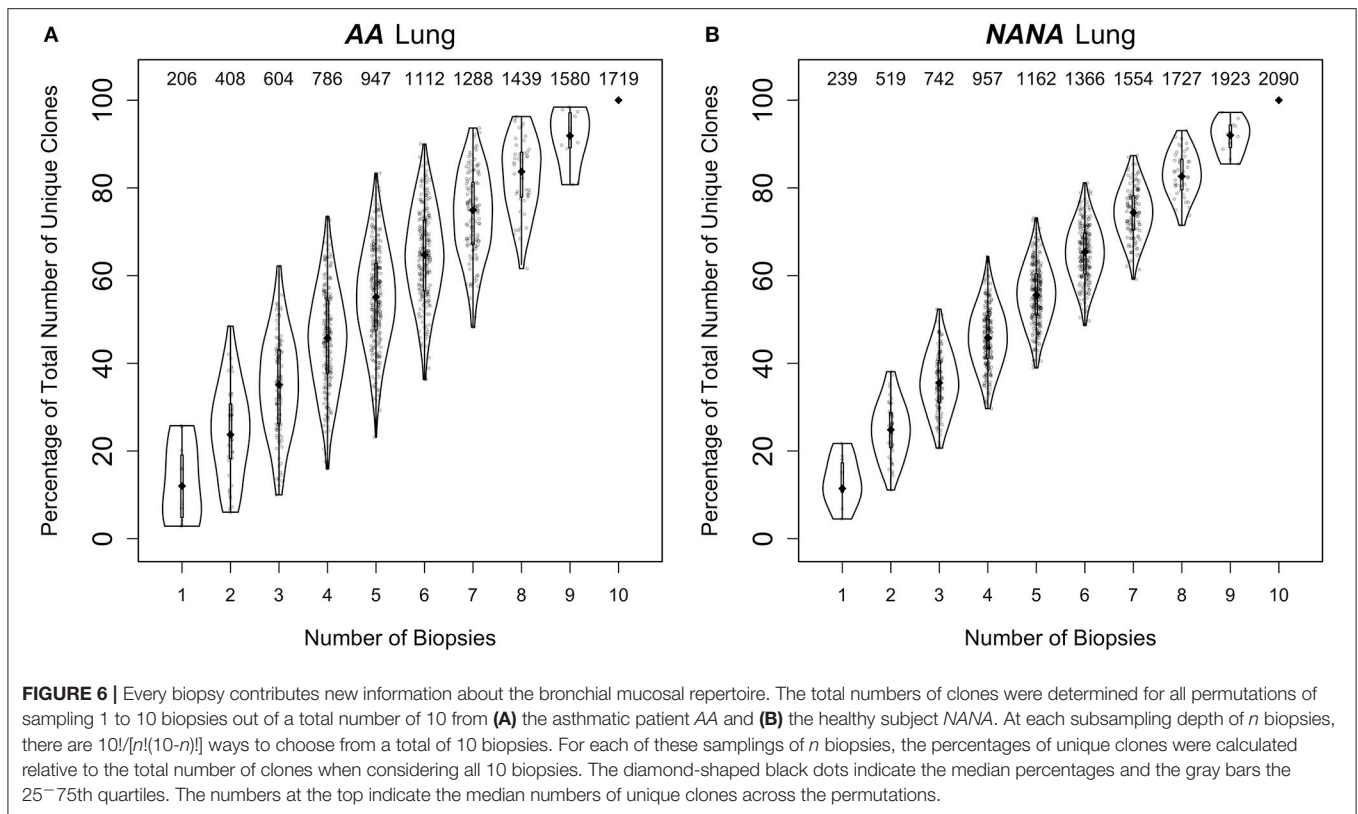 A
AA Lung
206 408 604 786 947 1112 1288 1439 1580 1719
Percentage of Total Number of Unique Clones
100
80
60
40
20
0
1 2 3 4 5 6 7 8 9 10
Number of Biopsies
B
NANA Lung
239 519 742 957 1162 1366 1554 1727 1923 2090
Percentage of Total Number of Unique Clones
100
80
60
40
20
0
1 2 3 4 5 6 7 8 9 10
Number of Biopsies
FIGURE 6 | Every biopsy contributes new information about the bronchial mucosal repertoire. The total numbers of clones were determined for all permutations of
sampling 1 to 10 biopsies out of a total number of 10 from (A) the asthmatic patient AA and (B) the healthy subject NANA. At each subsampling depth of n biopsies,
there are 10!/[n!(10-n)!] ways to choose from a total of 10 biopsies. For each of these samplings of n biopsies, the percentages of unique clones were calculated
relative to the total number of clones when considering all 10 biopsies. The diamond-shaped black dots indicate the median percentages and the gray bars the
25–75th quartiles. The numbers at the top indicate the median numbers of unique clones across the permutations.